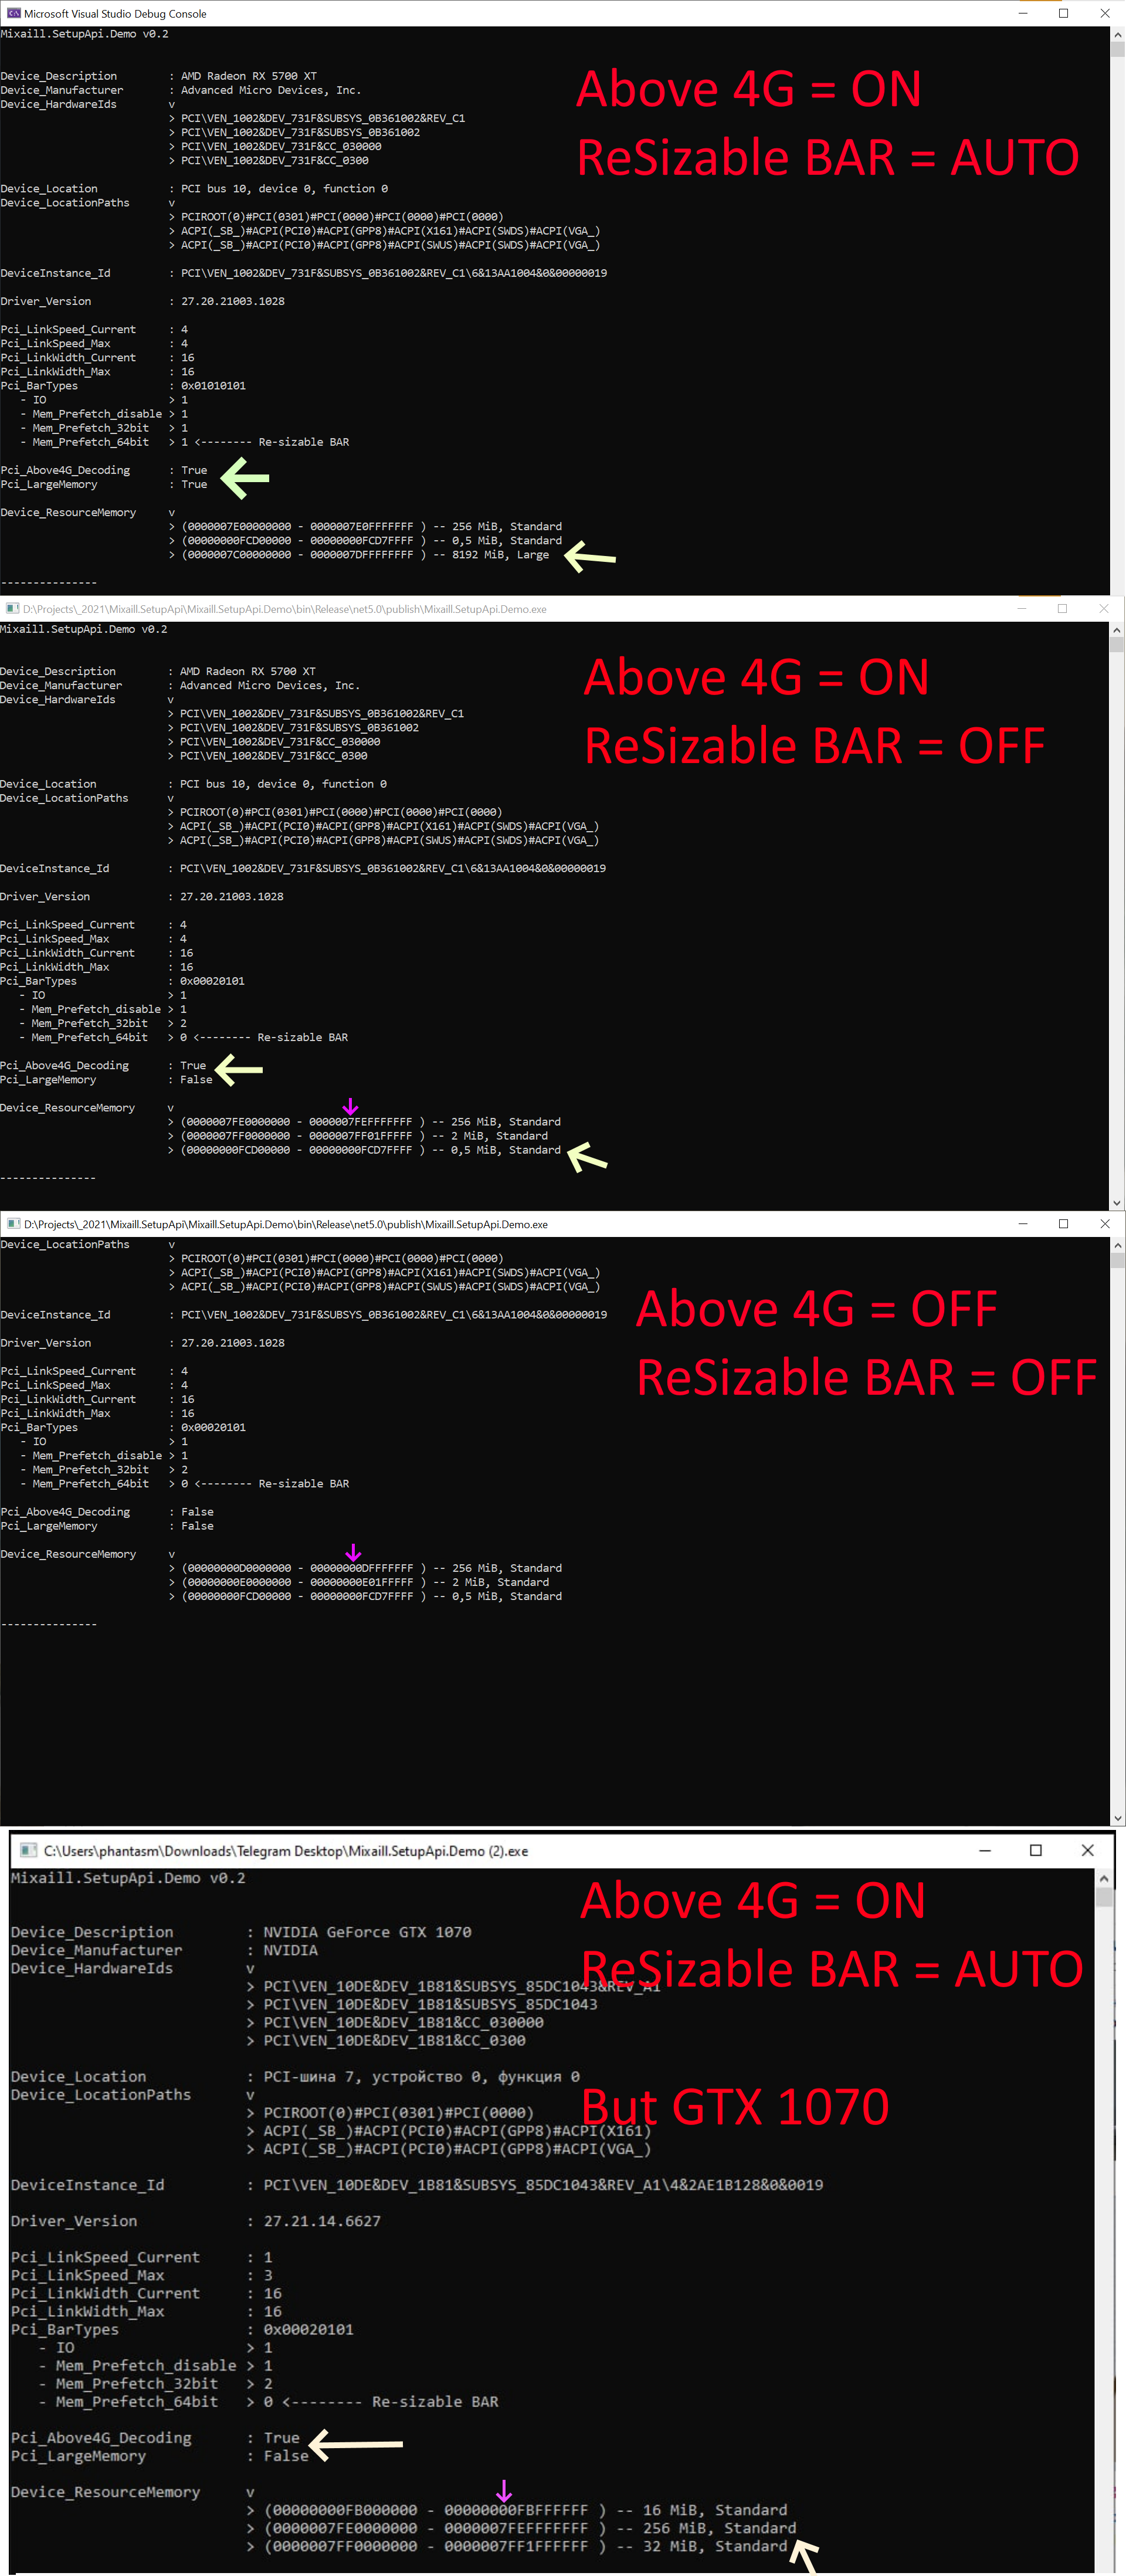 Microsoft Visual Studio Debug Console
Mixaill.SetupApi.Demo v0.2
Above 4G = ON
ReSizable BAR = AUTO
Device_Description : AMD Radeon RX 5700 XT
Device_Manufacturer : Advanced Micro Devices, Inc.
Device_HardwareIds v
> PCI\VEN_1002&DEV_731F&SUBSYS_0B361002&REV_C1
> PCI\VEN_1002&DEV_731F&SUBSYS_0B361002
> PCI\VEN_1002&DEV_731F&CC_030000
> PCI\VEN_1002&DEV_731F&CC_0300
Device_Location : PCI bus 10, device 0, function 0
Device_LocationPaths v
> PCIROOT(0)#PCI(0301)#PCI(0000)#PCI(0000)#PCI(0000)
> ACPI(_SB_)#ACPI(PCI0)#ACPI(GPP8)#ACPI(X161)#ACPI(SWDS)#ACPI(VGA_)
> ACPI(_SB_)#ACPI(PCI0)#ACPI(GPP8)#ACPI(SWUS)#ACPI(SWDS)#ACPI(VGA_)
DeviceInstance_Id : PCI\VEN_1002&DEV_731F&SUBSYS_0B361002&REV_C1\6&13AA1004&0&00000019
Driver_Version : 27.20.21003.1028
Pci_LinkSpeed_Current : 4
Pci_LinkSpeed_Max : 4
Pci_LinkWidth_Current : 16
Pci_LinkWidth_Max : 16
Pci_BarTypes : 0x01010101
- IO > 1
- Mem_Prefetch_disable > 1
- Mem_Prefetch_32bit > 1
- Mem_Prefetch_64bit > 1 <-------- Re-sizable BAR
Pci_Above4G_Decoding : True
Pci_LargeMemory : True
Device_ResourceMemory v
> (0000007E00000000 - 0000007E0FFFFFFF ) -- 256 MiB, Standard
> (00000000FCD00000 - 00000000FCD7FFFF ) -- 0,5 MiB, Standard
> (0000007C00000000 - 0000007DFFFFFFFF ) -- 8192 MiB, Large
---------------
D:\Projects\_2021\Mixaill.SetupApi\Mixaill.SetupApi.Demo\bin\Release\net5.0\publish\Mixaill.SetupApi.Demo.exe
Mixaill.SetupApi.Demo v0.2
Above 4G = ON
ReSizable BAR = OFF
Device_Description : AMD Radeon RX 5700 XT
Device_Manufacturer : Advanced Micro Devices, Inc.
Device_HardwareIds v
> PCI\VEN_1002&DEV_731F&SUBSYS_0B361002&REV_C1
> PCI\VEN_1002&DEV_731F&SUBSYS_0B361002
> PCI\VEN_1002&DEV_731F&CC_030000
> PCI\VEN_1002&DEV_731F&CC_0300
Device_Location : PCI bus 10, device 0, function 0
Device_LocationPaths v
> PCIROOT(0)#PCI(0301)#PCI(0000)#PCI(0000)#PCI(0000)
> ACPI(_SB_)#ACPI(PCI0)#ACPI(GPP8)#ACPI(X161)#ACPI(SWDS)#ACPI(VGA_)
> ACPI(_SB_)#ACPI(PCI0)#ACPI(GPP8)#ACPI(SWUS)#ACPI(SWDS)#ACPI(VGA_)
DeviceInstance_Id : PCI\VEN_1002&DEV_731F&SUBSYS_0B361002&REV_C1\6&13AA1004&0&00000019
Driver_Version : 27.20.21003.1028
Pci_LinkSpeed_Current : 4
Pci_LinkSpeed_Max : 4
Pci_LinkWidth_Current : 16
Pci_LinkWidth_Max : 16
Pci_BarTypes : 0x00020101
- IO > 1
- Mem_Prefetch_disable > 1
- Mem_Prefetch_32bit > 2
- Mem_Prefetch_64bit > 0 <-------- Re-sizable BAR
Pci_Above4G_Decoding : True
Pci_LargeMemory : False
Device_ResourceMemory v
> (0000007FE0000000 - 0000007FEFFFFFFF ) -- 256 MiB, Standard
> (0000007FF0000000 - 0000007FF01FFFFF ) -- 2 MiB, Standard
> (00000000FCD00000 - 00000000FCD7FFFF ) -- 0,5 MiB, Standard
---------------
D:\Projects\_2021\Mixaill.SetupApi\Mixaill.SetupApi.Demo\bin\Release\net5.0\publish\Mixaill.SetupApi.Demo.exe
Device_LocationPaths v
> PCIROOT(0)#PCI(0301)#PCI(0000)#PCI(0000)#PCI(0000)
> ACPI(_SB_)#ACPI(PCI0)#ACPI(GPP8)#ACPI(X161)#ACPI(SWDS)#ACPI(VGA_)
> ACPI(_SB_)#ACPI(PCI0)#ACPI(GPP8)#ACPI(SWUS)#ACPI(SWDS)#ACPI(VGA_)
Above 4G = OFF
ReSizable BAR = OFF
DeviceInstance_Id : PCI\VEN_1002&DEV_731F&SUBSYS_0B361002&REV_C1\6&13AA1004&0&00000019
Driver_Version : 27.20.21003.1028
Pci_LinkSpeed_Current : 4
Pci_LinkSpeed_Max : 4
Pci_LinkWidth_Current : 16
Pci_LinkWidth_Max : 16
Pci_BarTypes : 0x00020101
- IO > 1
- Mem_Prefetch_disable > 1
- Mem_Prefetch_32bit > 2
- Mem_Prefetch_64bit > 0 <-------- Re-sizable BAR
Pci_Above4G_Decoding : False
Pci_LargeMemory : False
Device_ResourceMemory v
> (00000000D0000000 - 00000000DFFFFFFF ) -- 256 MiB, Standard
> (00000000E0000000 - 00000000E01FFFFF ) -- 2 MiB, Standard
> (00000000FCD00000 - 00000000FCD7FFFF ) -- 0,5 MiB, Standard
---------------
C:\Users\phantasm\Downloads\Telegram Desktop\Mixaill.SetupApi.Demo (2).exe
Mixaill.SetupApi.Demo v0.2
Above 4G = ON
ReSizable BAR = AUTO
But GTX 1070
Device_Description : NVIDIA GeForce GTX 1070
Device_Manufacturer : NVIDIA
Device_HardwareIds v
> PCI\VEN_10DE&DEV_1B81&SUBSYS_85DC1043&REV_A1
> PCI\VEN_10DE&DEV_1B81&SUBSYS_85DC1043
> PCI\VEN_10DE&DEV_1B81&CC_030000
> PCI\VEN_10DE&DEV_1B81&CC_0300
Device_Location : PCI-шина 7, устройство 0, функция 0
Device_LocationPaths v
> PCIROOT(0)#PCI(0301)#PCI(0000)
> ACPI(_SB_)#ACPI(PCI0)#ACPI(GPP8)#ACPI(X161)
> ACPI(_SB_)#ACPI(PCI0)#ACPI(GPP8)#ACPI(VGA_)
DeviceInstance_Id : PCI\VEN_10DE&DEV_1B81&SUBSYS_85DC1043&REV_A1\4&2AE1B128&0&0019
Driver_Version : 27.21.14.6627
Pci_LinkSpeed_Current : 1
Pci_LinkSpeed_Max : 3
Pci_LinkWidth_Current : 16
Pci_LinkWidth_Max : 16
Pci_BarTypes : 0x00020101
- IO > 1
- Mem_Prefetch_disable > 1
- Mem_Prefetch_32bit > 2
- Mem_Prefetch_64bit > 0 <-------- Re-sizable BAR
Pci_Above4G_Decoding : True
Pci_LargeMemory : False
Device_ResourceMemory v
> (00000000FB000000 - 00000000FBFFFFFF ) -- 16 MiB, Standard
> (0000007FE0000000 - 0000007FEFFFFFFF ) -- 256 MiB, Standard
> (0000007FF0000000 - 0000007FF1FFFFFF ) -- 32 MiB, Standard